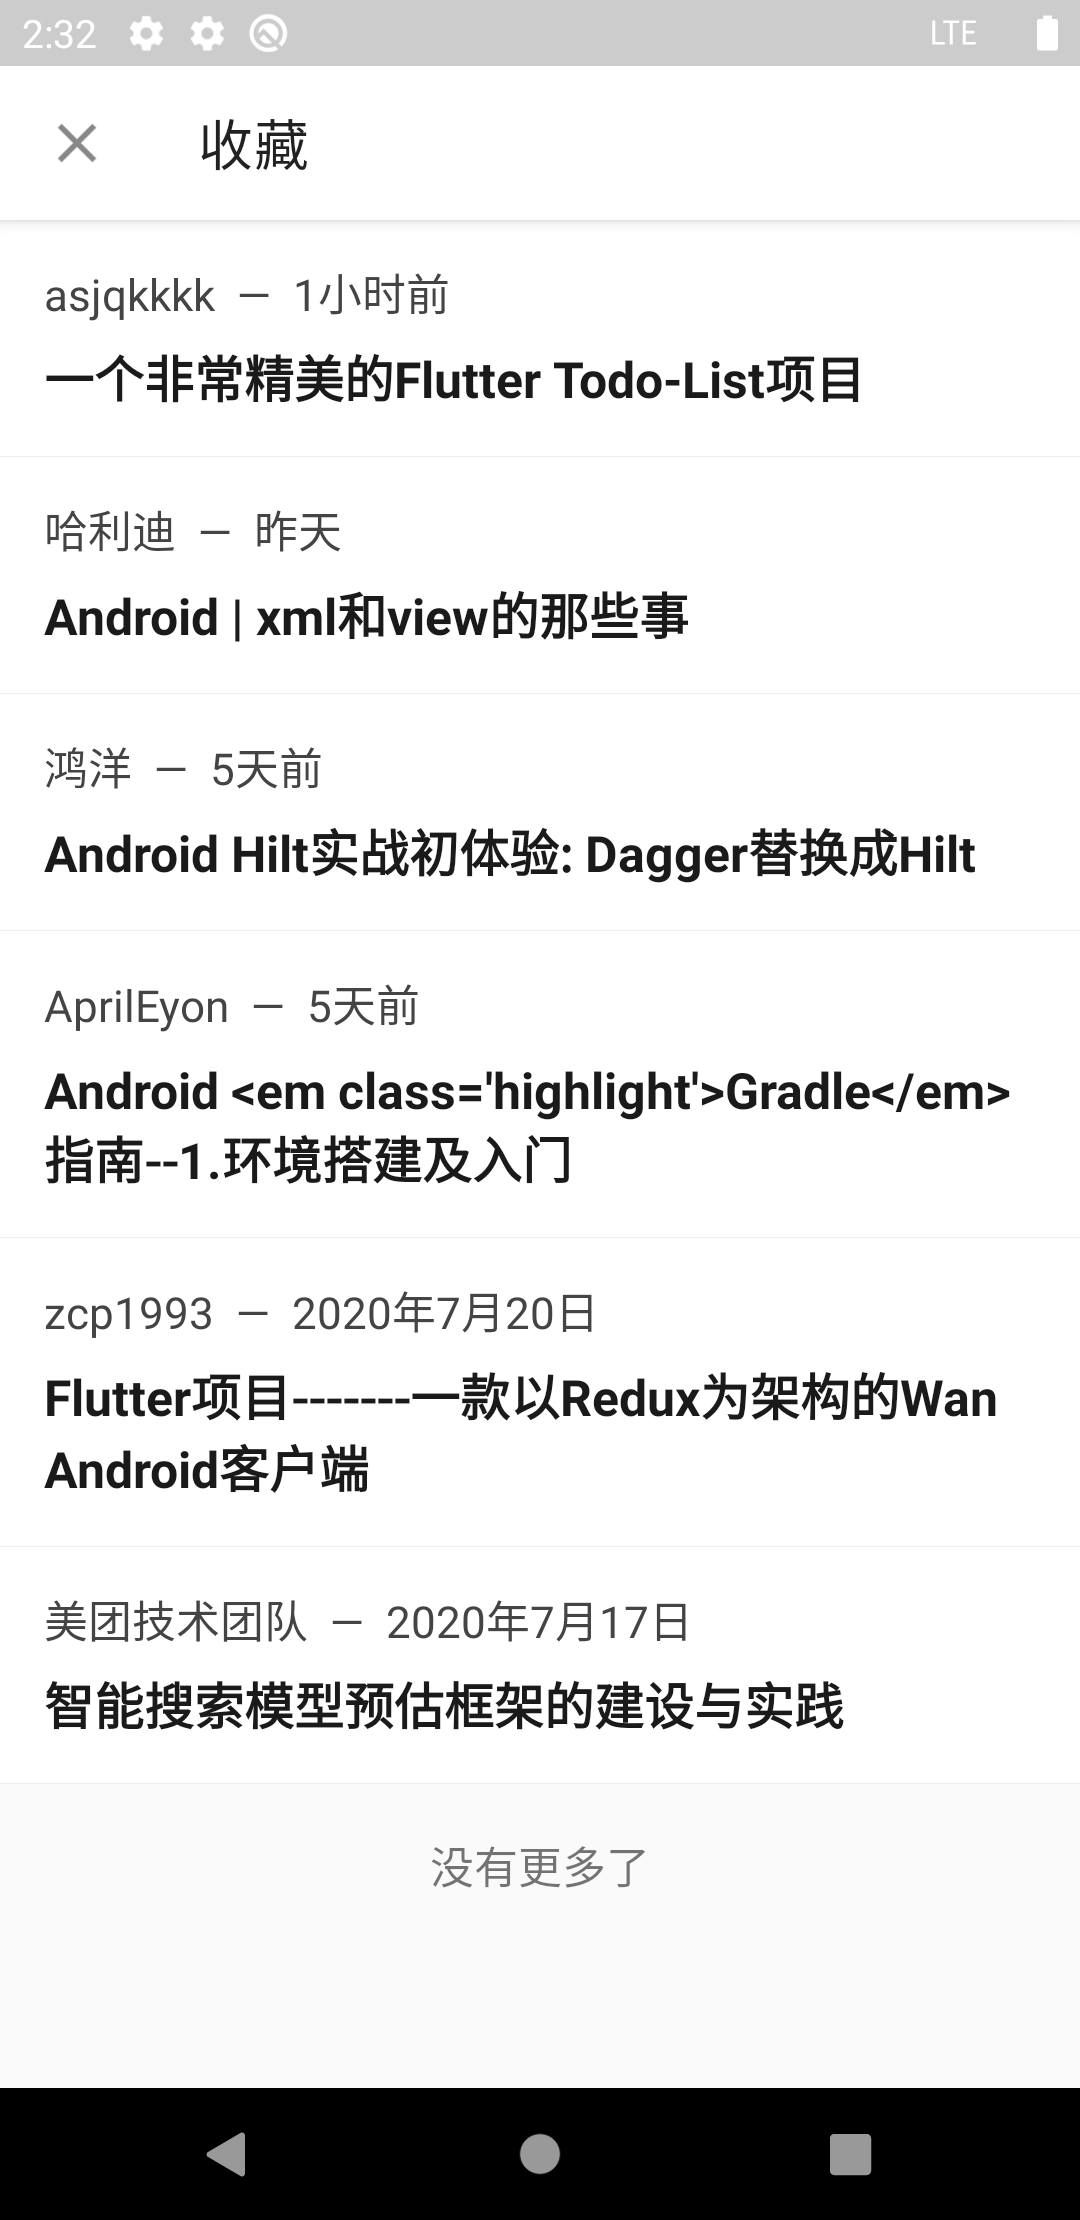 2:32
LTE
收藏
asjqkkkk － 1小时前
一个非常精美的Flutter Todo-List项目
哈利迪 － 昨天
Android | xml和view的那些事
鸿洋 － 5天前
Android Hilt实战初体验: Dagger替换成Hilt
AprilEyon － 5天前
Android <em class='highlight'>Gradle</em>
指南--1.环境搭建及入门
zcp1993 － 2020年7月20日
Flutter项目-------一款以Redux为架构的Wan
Android客户端
美团技术团队 － 2020年7月17日
智能搜索模型预估框架的建设与实践
没有更多了